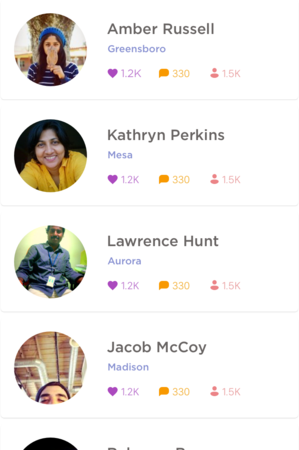 Amber Russell
Greensboro
1.2K 330 1.5K
Kathryn Perkins
Mesa
1.2K 330 1.5K
Lawrence Hunt
Aurora
1.2K 330 1.5K
Jacob McCoy
Madison
1.2K 330 1.5K